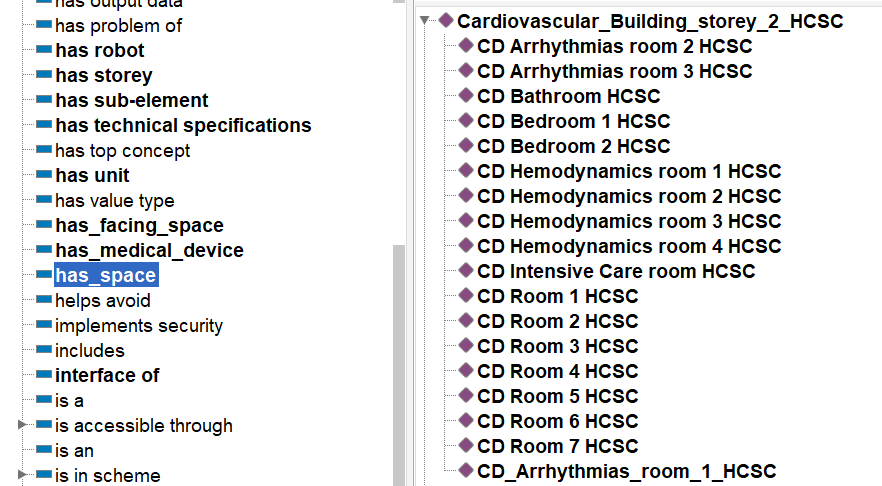 has output data
has problem of
has robot
has storey
has sub-element
has technical specifications
has top concept
has unit
has value type
has_facing_space
has_medical_device
has_space
helps avoid
implements security
includes
interface of
is a
is accessible through
is an
is in scheme
Cardiovascular_Building_storey_2_HCSC
CD Arrhythmias room 2 HCSC
CD Arrhythmias room 3 HCSC
CD Bathroom HCSC
CD Bedroom 1 HCSC
CD Bedroom 2 HCSC
CD Hemodynamics room 1 HCSC
CD Hemodynamics room 2 HCSC
CD Hemodynamics room 3 HCSC
CD Hemodynamics room 4 HCSC
CD Intensive Care room HCSC
CD Room 1 HCSC
CD Room 2 HCSC
CD Room 3 HCSC
CD Room 4 HCSC
CD Room 5 HCSC
CD Room 6 HCSC
CD Room 7 HCSC
CD_Arrhythmias_room_1_HCSC